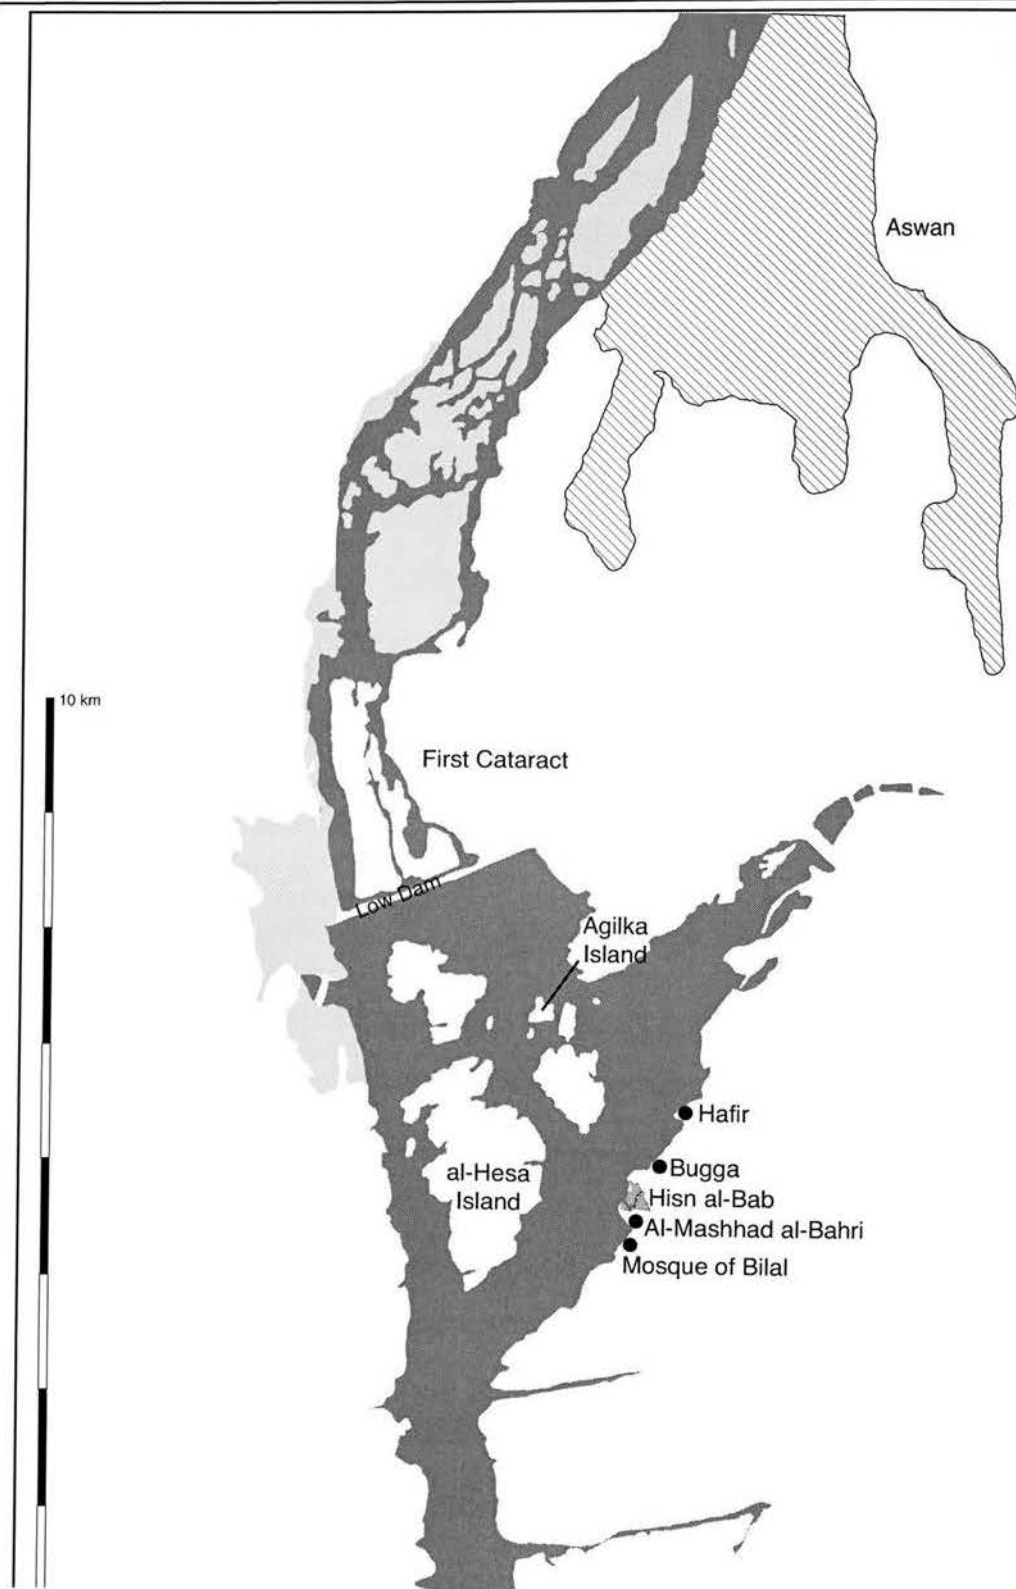 Aswan
10 km
First Cataract
Low Dam
Agilka
Island
Hafir
Bugga
al-Hesa
Island
Hisn al-Bab
Al-Mashhad al-Bahri
Mosque of Bilal